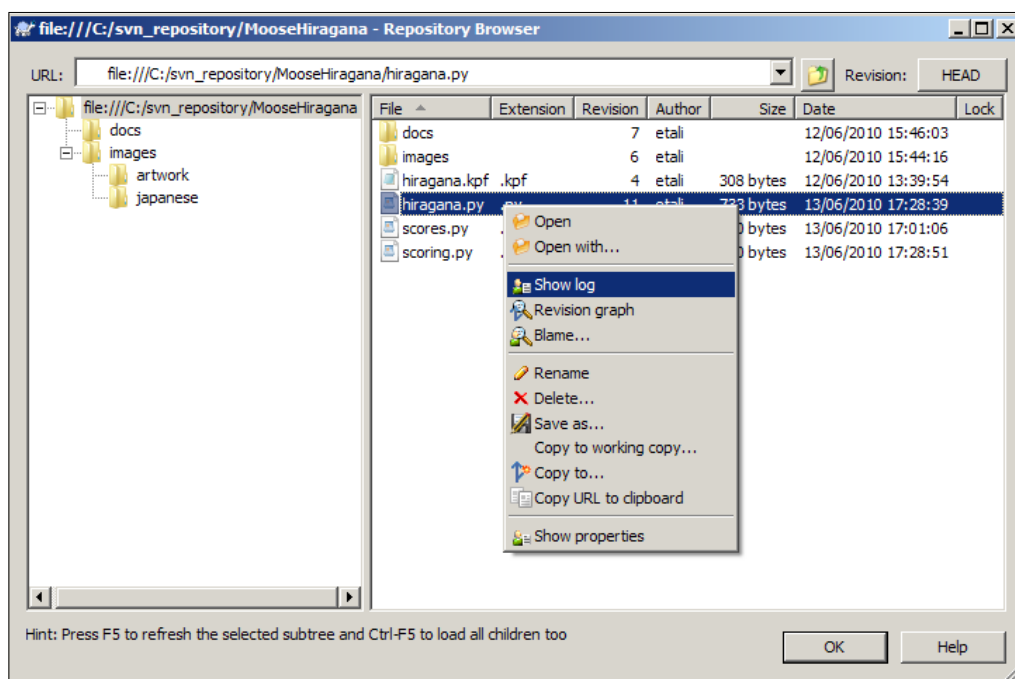 file:///C:/svn_repository/MooseHiragana - Repository Browser
URL: file:///C:/svn_repository/MooseHiragana/hiragana.py Revision: HEAD
file:///C:/svn_repository/MooseHiragana
docs
images
artwork
japanese
File Extension Revision Author Size Date Lock
docs 7 etali 12/06/2010 15:46:03
images 6 etali 12/06/2010 15:44:16
hiragana.kpf .kpf 4 etali 308 bytes 12/06/2010 13:39:54
hiragana.py .py 11 etali 733 bytes 13/06/2010 17:28:39
scores.py bytes 13/06/2010 17:01:06
scoring.py bytes 13/06/2010 17:28:51
Open
Open with...
Show log
Revision graph
Blame...
Rename
Delete...
Save as...
Copy to working copy...
Copy to...
Copy URL to clipboard
Show properties
Hint: Press F5 to refresh the selected subtree and Ctrl-F5 to load all children too
OK Help